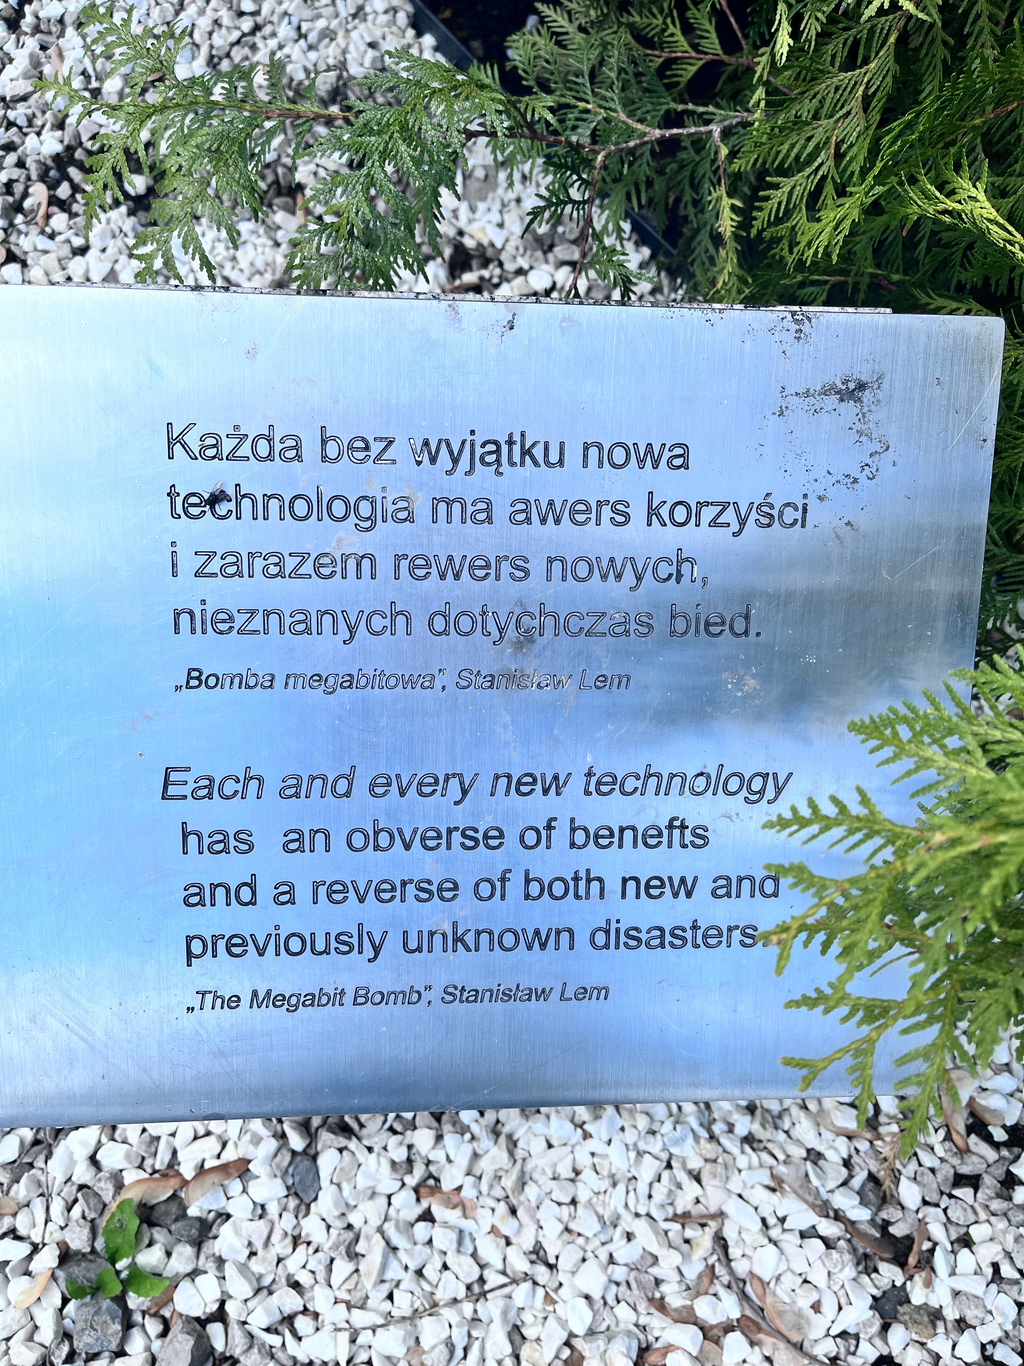 Każda bez wyjątku nowa
technologia ma awers korzyści
i zarazem rewers nowych,
nieznanych dotychczas bied.
„Bomba megabitowa”, Stanisław Lem
Each and every new technology
has an obverse of benefts
and a reverse of both new and
previously unknown disasters.
„The Megabit Bomb”, Stanisław Lem